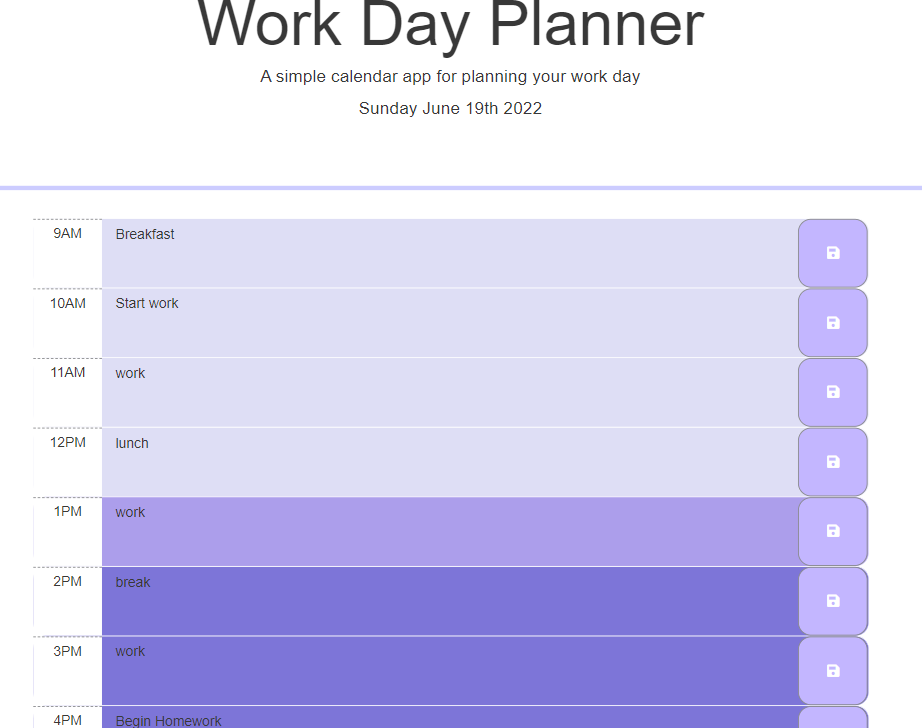 Work Day Planner
A simple calendar app for planning your work day
Sunday June 19th 2022
9AM Breakfast
10AM Start work
11AM work
12PM lunch
1PM work
2PM break
3PM work
4PM Begin Homework